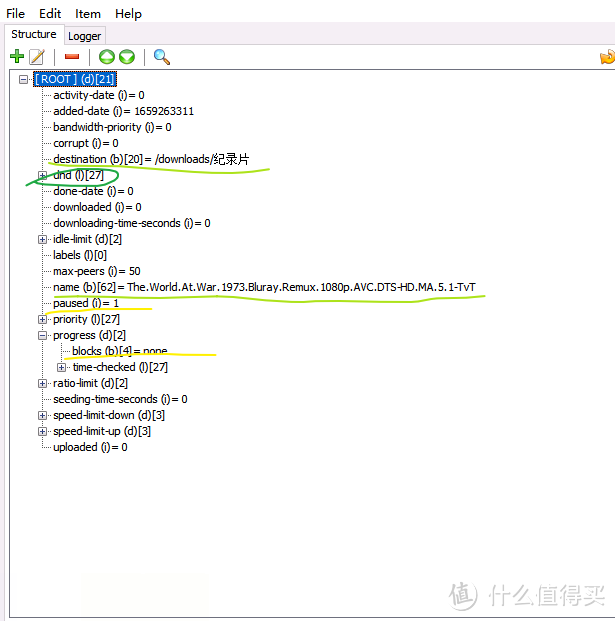 File Edit Item Help
Structure Logger
[ROOT ] (d)[21]
activity-date (i)= 0
added-date (i)= 1659263311
bandwidth-priority (i)= 0
corrupt (i)= 0
destination (b)[20]= /downloads/纪录片
dnd (l)[27]
done-date (i)= 0
downloaded (i)= 0
downloading-time-seconds (i)= 0
idle-limit (d)[2]
labels (l)[0]
max-peers (i)= 50
name (b)[62]= The.World.At.War.1973.Bluray.Remux.1080p.AVC.DTS-HD.MA.5.1-TvT
paused (i)= 1
priority (l)[27]
progress (d)[2]
blocks (b)[4]= none
time-checked (l)[27]
ratio-limit (d)[2]
seeding-time-seconds (i)= 0
speed-limit-down (d)[3]
speed-limit-up (d)[3]
uploaded (i)= 0
值 什么值得买